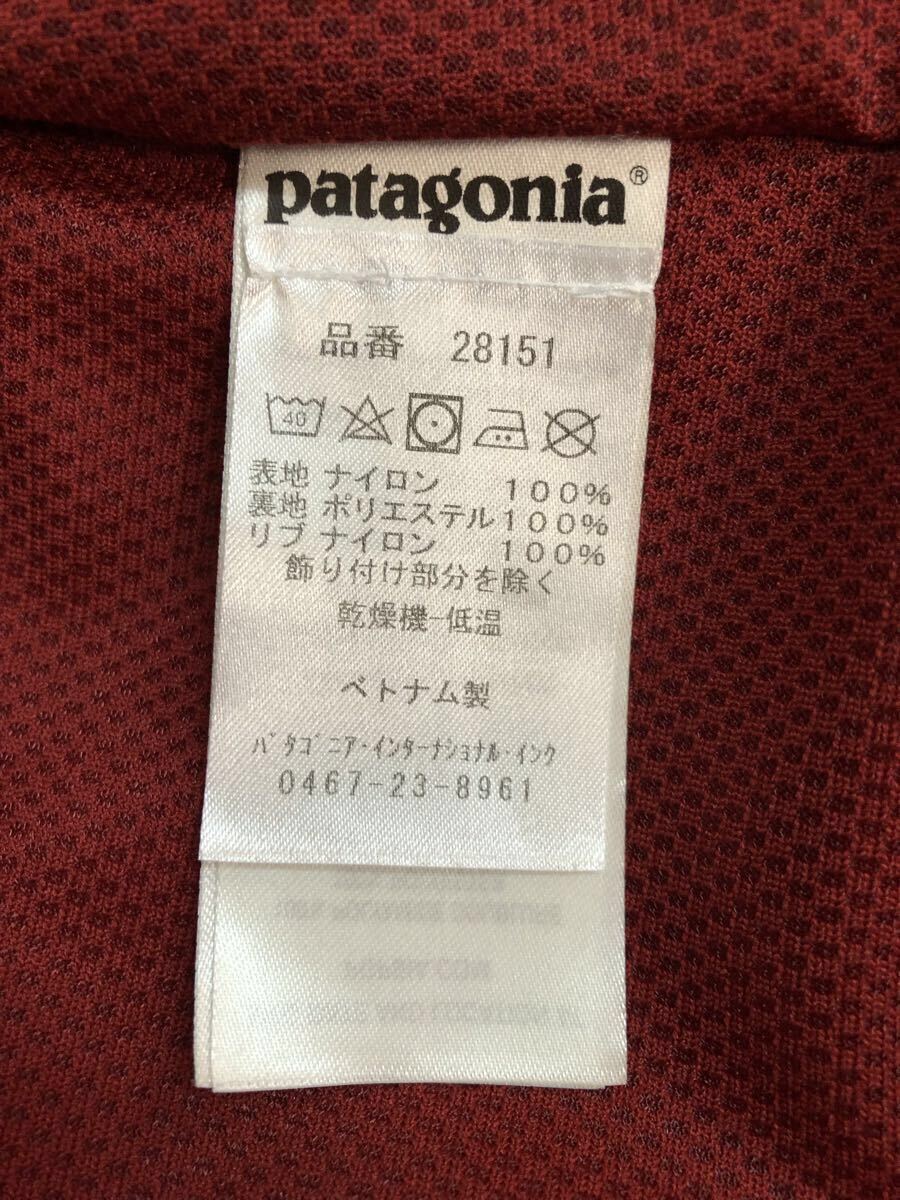 patagonia®
品番 28151
40
表地 ナイロン 100%
裏地 ポリエステル 100%
リブ ナイロン 100%
飾り付け部分を除く
乾燥機-低温
ベトナム製
パタゴニア・インターナショナル・インク
0467-23-8961